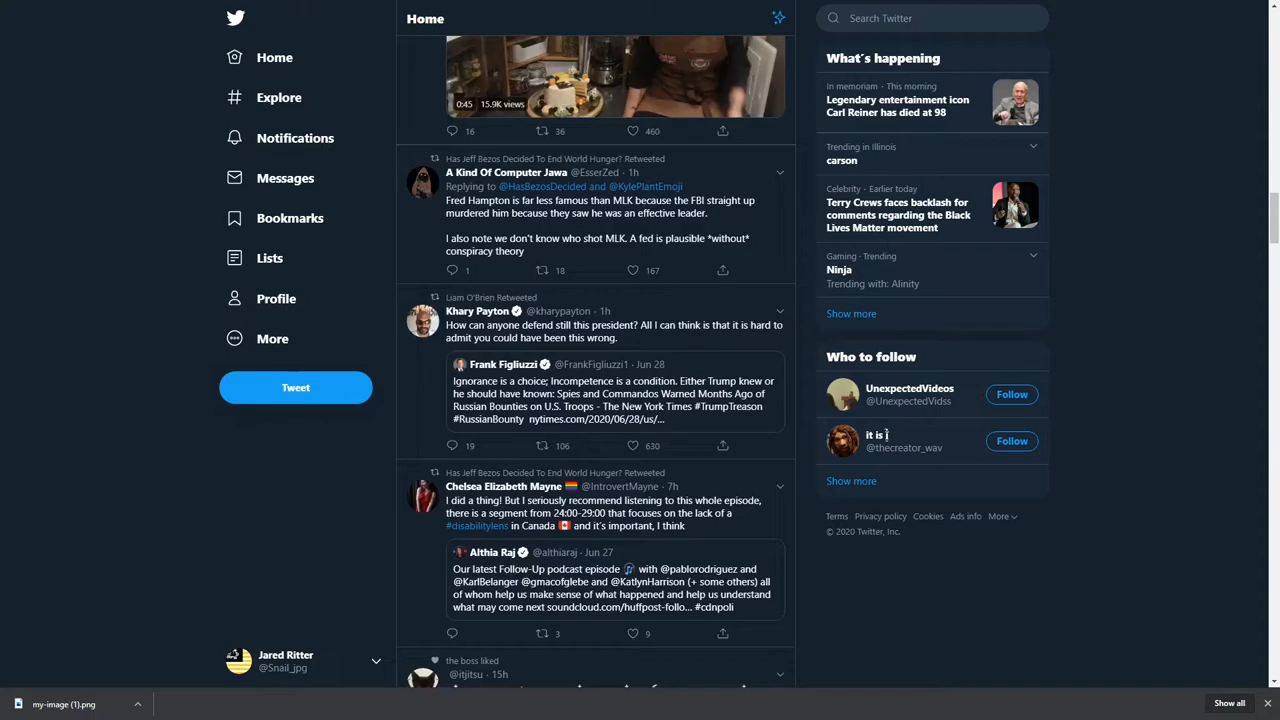 Home
Explore
Notifications
Messages
Bookmarks
Lists
Profile
More
Tweet
Jared Ritter
@Snail_jpg
Home
0:45 15.9K views
16 36 460
Has Jeff Bezos Decided To End World Hunger? Retweeted
A Kind Of Computer Jawa @EsserZed · 1h
Replying to @HasBezosDecided and @KylePlantEmoji
Fred Hampton is far less famous than MLK because the FBI straight up
murdered him because they saw he was an effective leader.
I also note we don't know who shot MLK. A fed is plausible *without*
conspiracy theory
1 18 167
Liam O'Brien Retweeted
Khary Payton @kharypayton · 1h
How can anyone defend still this president? All I can think is that it is hard to
admit you could have been this wrong.
Frank Figliuzzi @FrankFigliuzzi1 · Jun 28
Ignorance is a choice; Incompetence is a condition. Either Trump knew or
he should have known: Spies and Commandos Warned Months Ago of
Russian Bounties on U.S. Troops - The New York Times #TrumpTreason
#RussianBounty nytimes.com/2020/06/28/us/...
19 106 630
Has Jeff Bezos Decided To End World Hunger? Retweeted
Chelsea Elizabeth Mayne @IntrovertMayne · 7h
I did a thing! But I seriously recommend listening to this whole episode,
there is a segment from 24:00-29:00 that focuses on the lack of a
#disabilitylens in Canada and it's important, I think
Althia Raj @althiaraj · Jun 27
Our latest Follow-Up podcast episode with @pablorodriguez and
@KarlBelanger @gmacofglebe and @KatlynHarrison (+ some others) all
of whom help us make sense of what happened and help us understand
what may come next soundcloud.com/huffpost-follo... #cdnpoli
3 9
the boss liked
@itjitsu · 15h
Search Twitter
What's happening
In memoriam · This morning
Legendary entertainment icon
Carl Reiner has died at 98
Trending in Illinois
carson
Celebrity · Earlier today
Terry Crews faces backlash for
comments regarding the Black
Lives Matter movement
Gaming · Trending
Ninja
Trending with: Alinity
Show more
Who to follow
UnexpectedVideos
@UnexpectedVidss
Follow
it is
@thecreator_wav
Follow
Show more
Terms Privacy policy Cookies Ads info More
© 2020 Twitter, Inc.
my-image (1).png
Show all